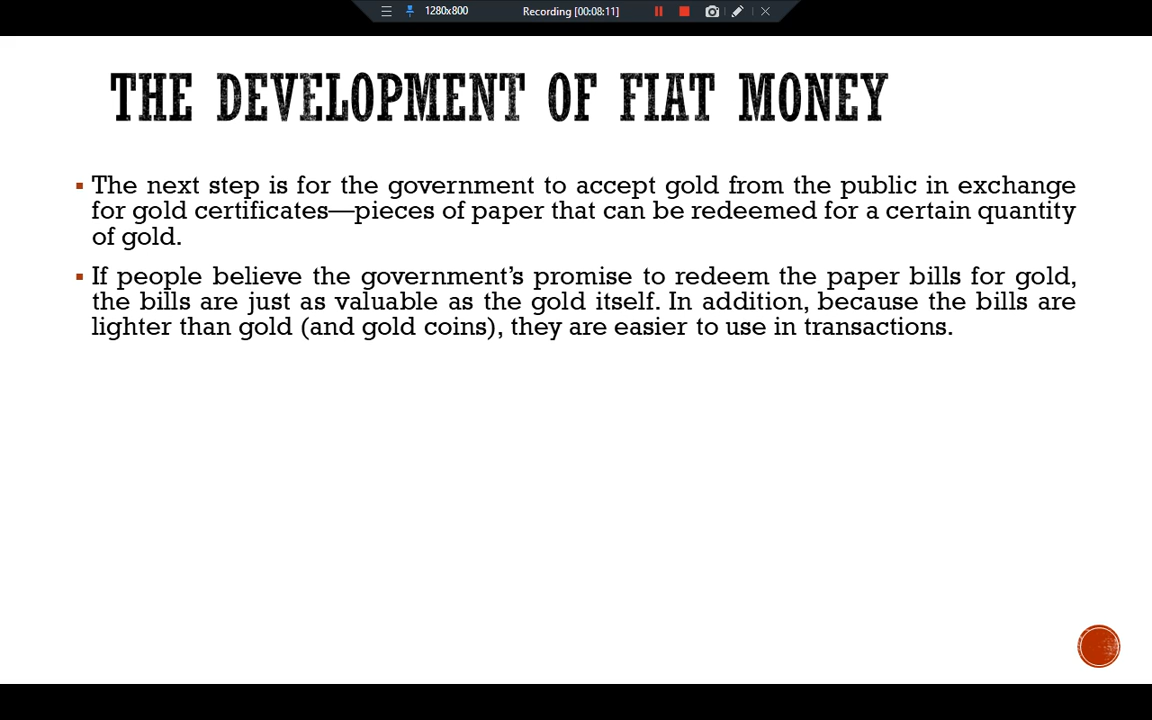 1280x800 Recording [00:08:11]
THE DEVELOPMENT OF FIAT MONEY
▪ The next step is for the government to accept gold from the public in exchange
for gold certificates—pieces of paper that can be redeemed for a certain quantity
of gold.
▪ If people believe the government’s promise to redeem the paper bills for gold,
the bills are just as valuable as the gold itself. In addition, because the bills are
lighter than gold (and gold coins), they are easier to use in transactions.